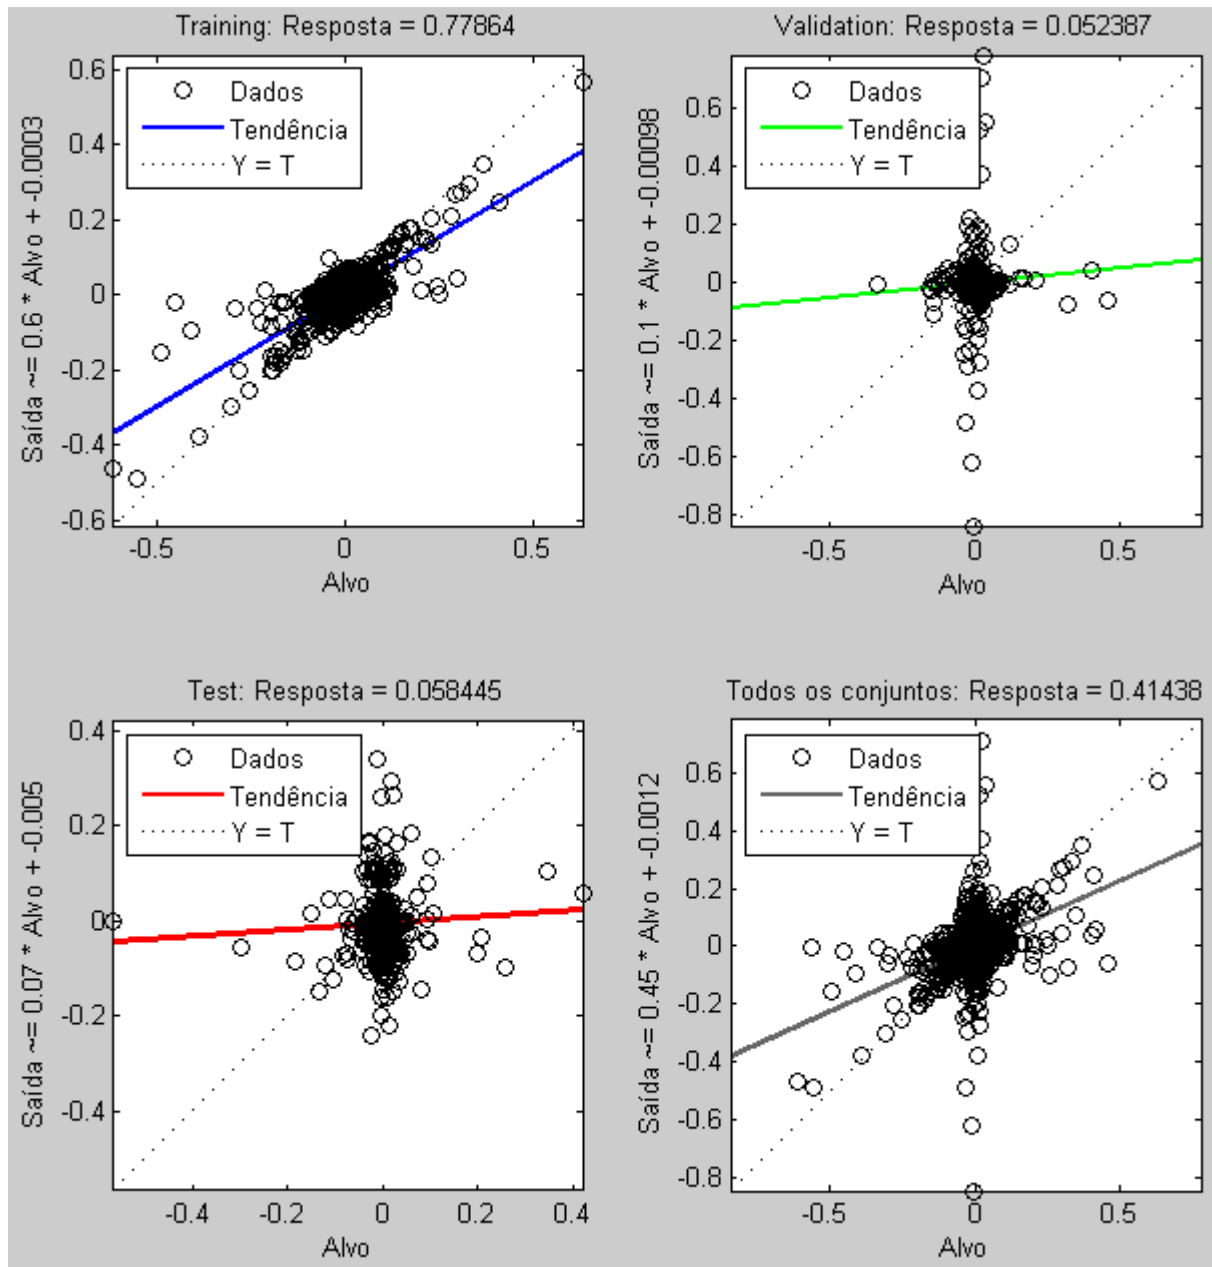 Training: Resposta = 0.77864
Saída ~= 0.6 * Alvo + -0.0003
0.6
0.4
0.2
0
-0.2
-0.4
-0.6
Dados
Tendência
Y = T
-0.5
0
0.5
Alvo
Validation: Resposta = 0.052387
Saída ~= 0.1 * Alvo + -0.00098
0.6
0.4
0.2
0
-0.2
-0.4
-0.6
-0.8
Dados
Tendência
Y = T
-0.5
0
0.5
Alvo
Test: Resposta = 0.058445
Saída ~= 0.07 * Alvo + -0.005
0.4
0.2
0
-0.2
-0.4
Dados
Tendência
Y = T
-0.4
-0.2
0
0.2
0.4
Alvo
Todos os conjuntos: Resposta = 0.41438
Saída ~= 0.45 * Alvo + -0.0012
0.6
0.4
0.2
0
-0.2
-0.4
-0.6
-0.8
Dados
Tendência
Y = T
-0.5
0
0.5
Alvo